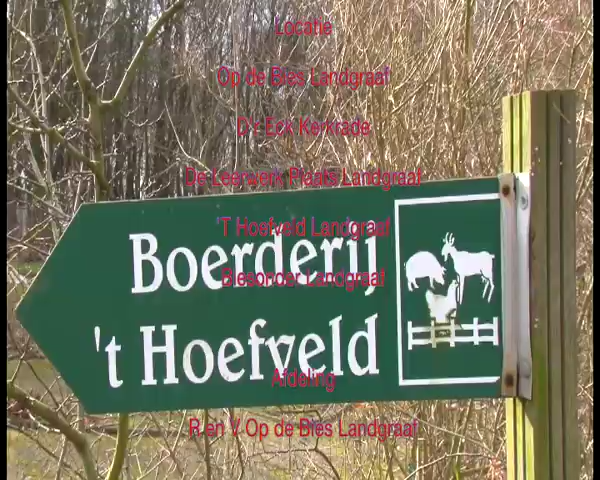 Locatie
Op de Bies Landgraaf
D'r Eck Kerkrade
De Leerwerk Plaats Landgraaf
'T Hoefveld Landgraaf
Boerderij
Biesonder Landgraaf
't Hoefveld
Afdeling
R en V Op de Bies Landgraaf